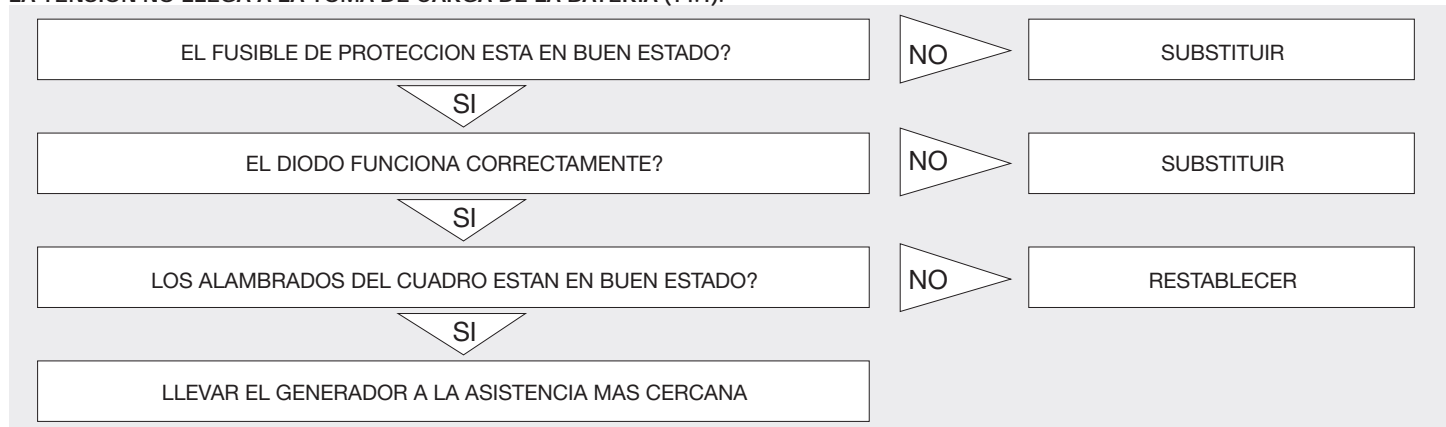 EL FUSIBLE DE PROTECCION ESTA EN BUEN ESTADO?
NO
SUBSTITUIR
SI
EL DIODO FUNCIONA CORRECTAMENTE?
NO
SUBSTITUIR
SI
LOS ALAMBRADOS DEL CUADRO ESTAN EN BUEN ESTADO?
NO
RESTABLECER
SI
LLEVAR EL GENERADOR A LA ASISTENCIA MAS CERCANA